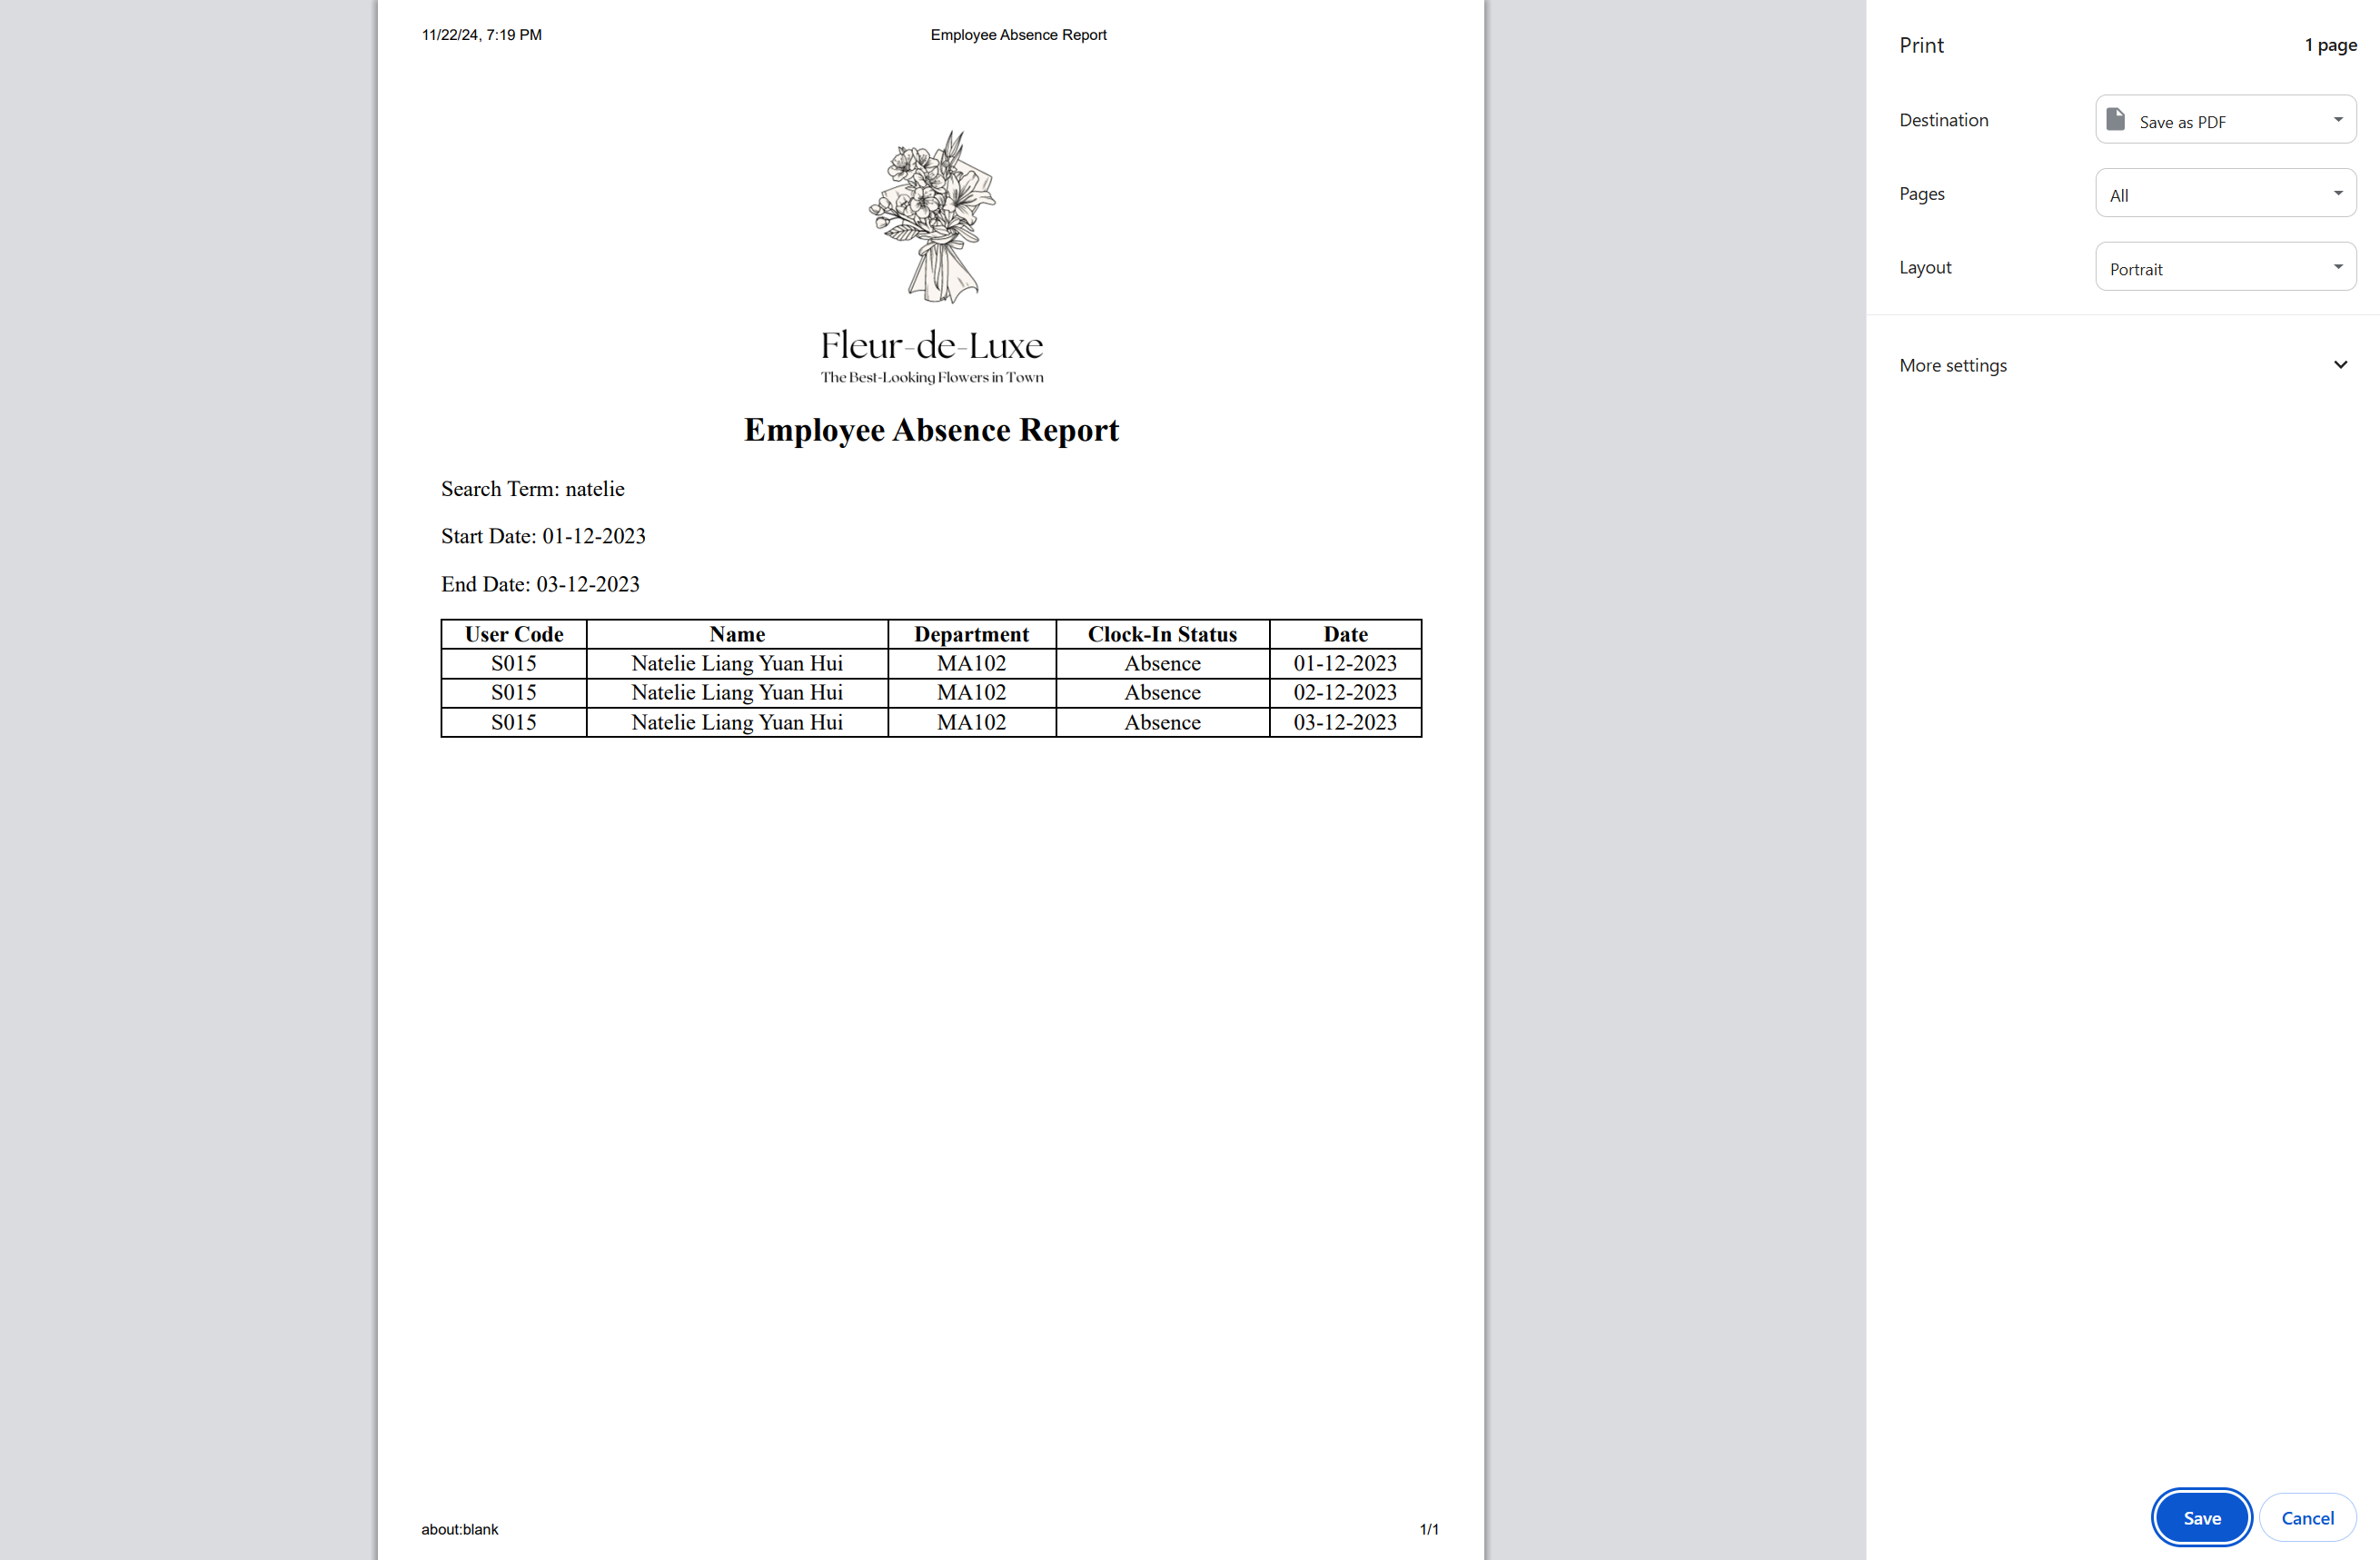 11/22/24, 7:19 PM
Employee Absence Report
Fleur-de-Luxe
The Best-Looking Flowers in Town
Employee Absence Report
Search Term: natelie
Start Date: 01-12-2023
End Date: 03-12-2023
User Code Name Department Clock-In Status Date
S015 Natelie Liang Yuan Hui MA102 Absence 01-12-2023
S015 Natelie Liang Yuan Hui MA102 Absence 02-12-2023
S015 Natelie Liang Yuan Hui MA102 Absence 03-12-2023
about:blank
1/1
Print
1 page
Destination
Save as PDF
Pages
All
Layout
Portrait
More settings
Save
Cancel